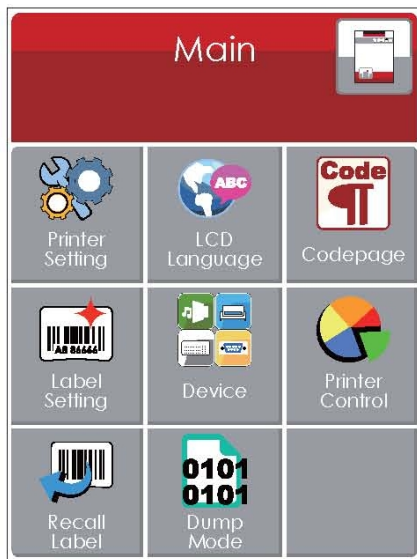 Main
Printer
Setting
ABC
LCD
Language
Code
Codepage
AB 86666
Label
Setting
Device
Printer
Control
Recall
Label
0101
0101
Dump
Mode